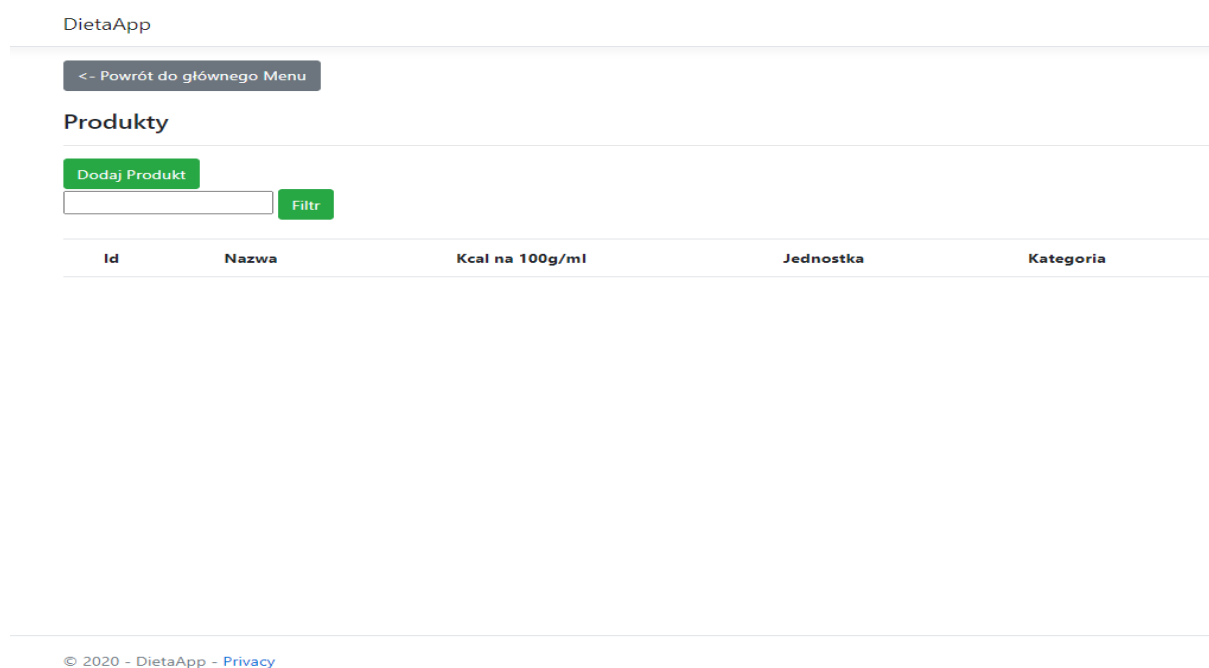 DietaApp
<- Powrót do głównego Menu
Produkty
Dodaj Produkt
Filtr
Id Nazwa Kcal na 100g/ml Jednostka Kategoria
© 2020 - DietaApp - Privacy